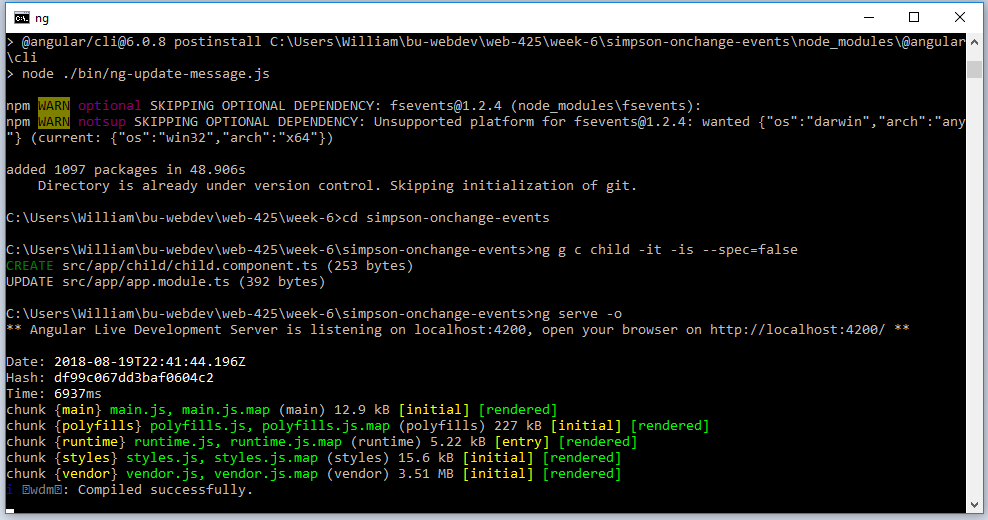 ng
> @angular/cli@6.0.8 postinstall C:\Users\William\bu-webdev\web-425\week-6\simpson-onchange-events\node_modules\@angular
\cli
> node ./bin/ng-update-message.js
npm WARN optional SKIPPING OPTIONAL DEPENDENCY: fsevents@1.2.4 (node_modules\fsevents):
npm WARN notsup SKIPPING OPTIONAL DEPENDENCY: Unsupported platform for fsevents@1.2.4: wanted {"os":"darwin","arch":"any
"} (current: {"os":"win32","arch":"x64"})
added 1097 packages in 48.906s
    Directory is already under version control. Skipping initialization of git.
C:\Users\William\bu-webdev\web-425\week-6>cd simpson-onchange-events
C:\Users\William\bu-webdev\web-425\week-6\simpson-onchange-events>ng g c child -it -is --spec=false
CREATE src/app/child/child.component.ts (253 bytes)
UPDATE src/app/app.module.ts (392 bytes)
C:\Users\William\bu-webdev\web-425\week-6\simpson-onchange-events>ng serve -o
** Angular Live Development Server is listening on localhost:4200, open your browser on http://localhost:4200/ **
Date: 2018-08-19T22:41:44.196Z
Hash: df99c067dd3baf0604c2
Time: 6937ms
chunk {main} main.js, main.js.map (main) 12.9 kB [initial] [rendered]
chunk {polyfills} polyfills.js, polyfills.js.map (polyfills) 227 kB [initial] [rendered]
chunk {runtime} runtime.js, runtime.js.map (runtime) 5.22 kB [entry] [rendered]
chunk {styles} styles.js, styles.js.map (styles) 15.6 kB [initial] [rendered]
chunk {vendor} vendor.js, vendor.js.map (vendor) 3.51 MB [initial] [rendered]
i ｢wdm｣: Compiled successfully.